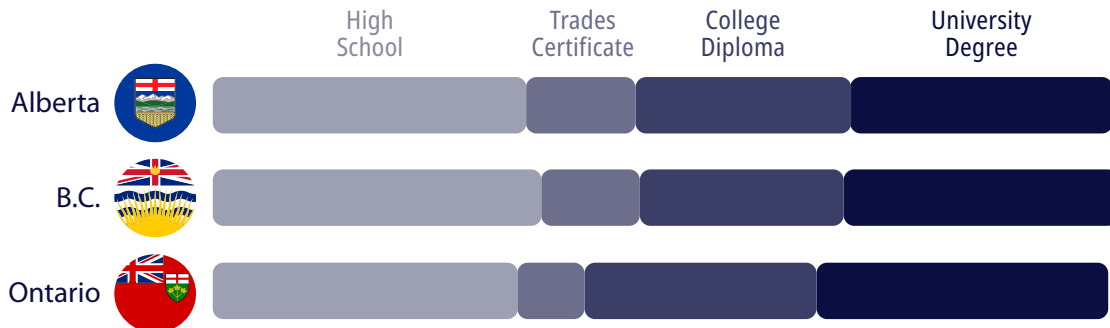 High
School
Trades
Certificate
College
Diploma
University
Degree
Alberta
B.C.
Ontario